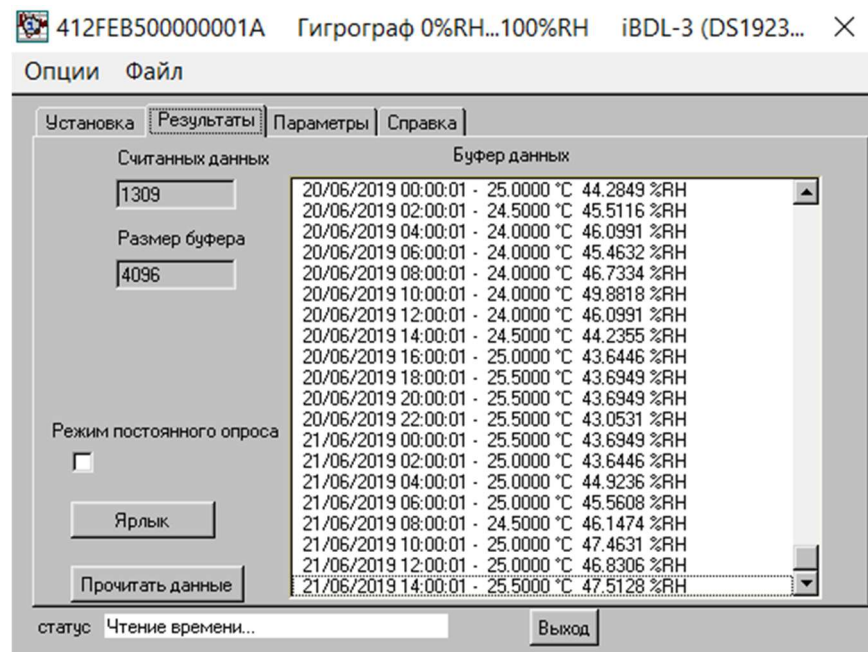 412FEB500000001A Гигрограф 0%RH...100%RH iBDL-3 (DS1923...
Опции Файл
Установка Результаты Параметры Справка
Считанных данных
1309
Размер буфера
4096
Режим постоянного опроса
Ярлык
Прочитать данные
Буфер данных
20/06/2019 00:00:01 - 25.0000 °C 44.2849 %RH
20/06/2019 02:00:01 - 24.5000 °C 45.5116 %RH
20/06/2019 04:00:01 - 24.0000 °C 46.0991 %RH
20/06/2019 06:00:01 - 24.0000 °C 45.4632 %RH
20/06/2019 08:00:01 - 24.0000 °C 46.7334 %RH
20/06/2019 10:00:01 - 24.0000 °C 49.8818 %RH
20/06/2019 12:00:01 - 24.0000 °C 46.0991 %RH
20/06/2019 14:00:01 - 24.5000 °C 44.2355 %RH
20/06/2019 16:00:01 - 25.0000 °C 43.6446 %RH
20/06/2019 18:00:01 - 25.5000 °C 43.6949 %RH
20/06/2019 20:00:01 - 25.5000 °C 43.6949 %RH
20/06/2019 22:00:01 - 25.5000 °C 43.0531 %RH
21/06/2019 00:00:01 - 25.5000 °C 43.6949 %RH
21/06/2019 02:00:01 - 25.0000 °C 43.6446 %RH
21/06/2019 04:00:01 - 25.0000 °C 44.9236 %RH
21/06/2019 06:00:01 - 25.0000 °C 45.5608 %RH
21/06/2019 08:00:01 - 24.5000 °C 46.1474 %RH
21/06/2019 10:00:01 - 25.0000 °C 47.4631 %RH
21/06/2019 12:00:01 - 25.0000 °C 46.8306 %RH
21/06/2019 14:00:01 - 25.5000 °C 47.5128 %RH
статус Чтение времени... Выход